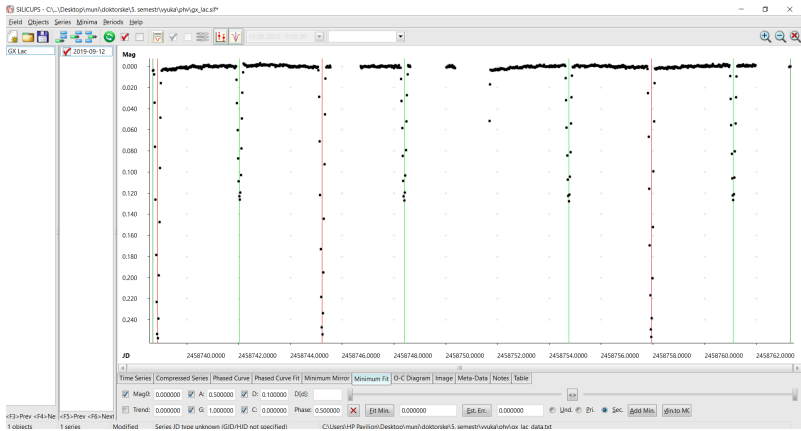 SILICUPS - C:\...\Desktop\muni\doktorske\5. semestr\vyuka\phv\gx_lac.sif*
Field Objects Series Minima Periods Help
GX Lac
2019-09-12
Mag
0.000
0.020
0.040
0.060
0.080
0.100
0.120
0.140
0.160
0.180
0.200
0.220
0.240
JD 2458740.0000 2458742.0000 2458744.0000 2458746.0000 2458748.0000 2458750.0000 2458752.0000 2458754.0000 2458756.0000 2458758.0000 2458760.0000 2458762.0000
Time Series Compressed Series Phased Curve Phased Curve Fit Minimum Mirror Minimum Fit O-C Diagram Image Meta-Data Notes Table
Mag0: 0.000000 A: 0.500000 D: 0.100000 D[d]:
Trend: 0.000000 G: 1.000000 C: 0.000000 Phase: 0.500000 Fit Min. 0.000000 Est. Err. 0.000000 Und. Pri. Sec. Add Min.
<F3>Prev <F4>Ne <F5>Prev <F6>Next
1 objects 1 series Modified Series JD type unknown (GJD/HJD not specified) C:\Users\HP Pavilion\Desktop\muni\doktorske\5. semestr\vyuka\phv\gx_lac_data.txt